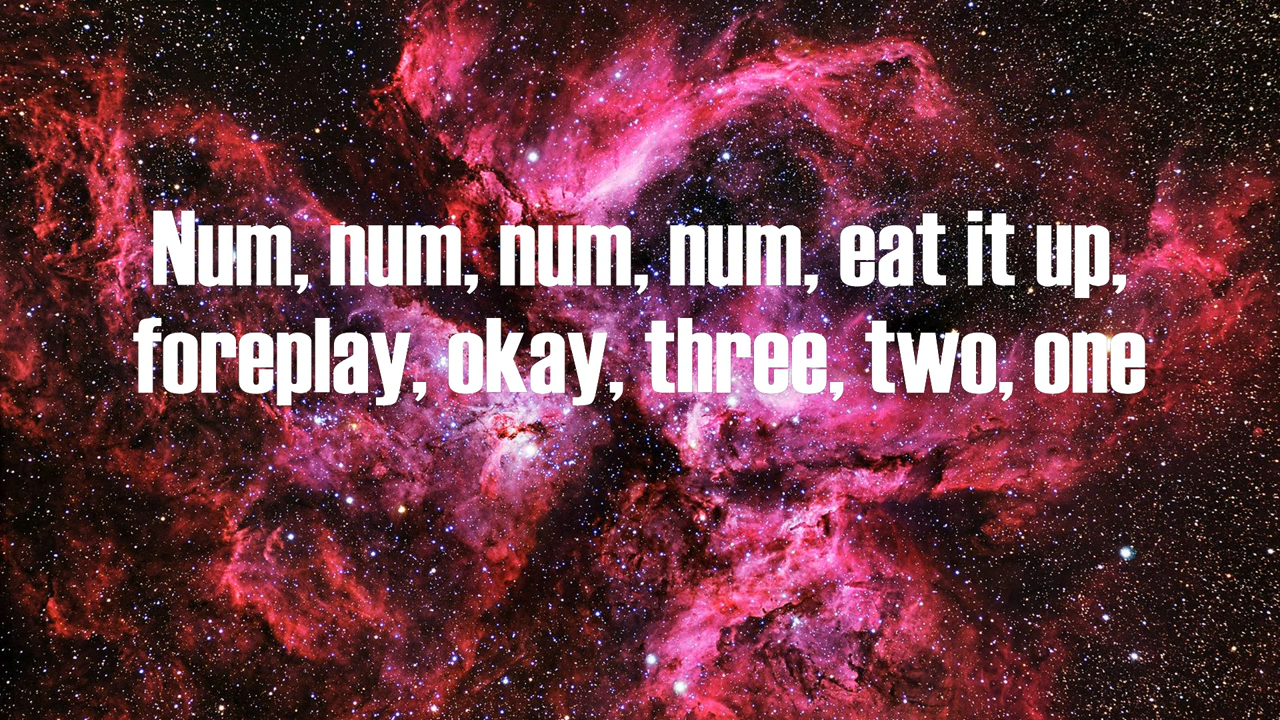 Num, num, num, num, eat it up,
foreplay, okay, three, two, one